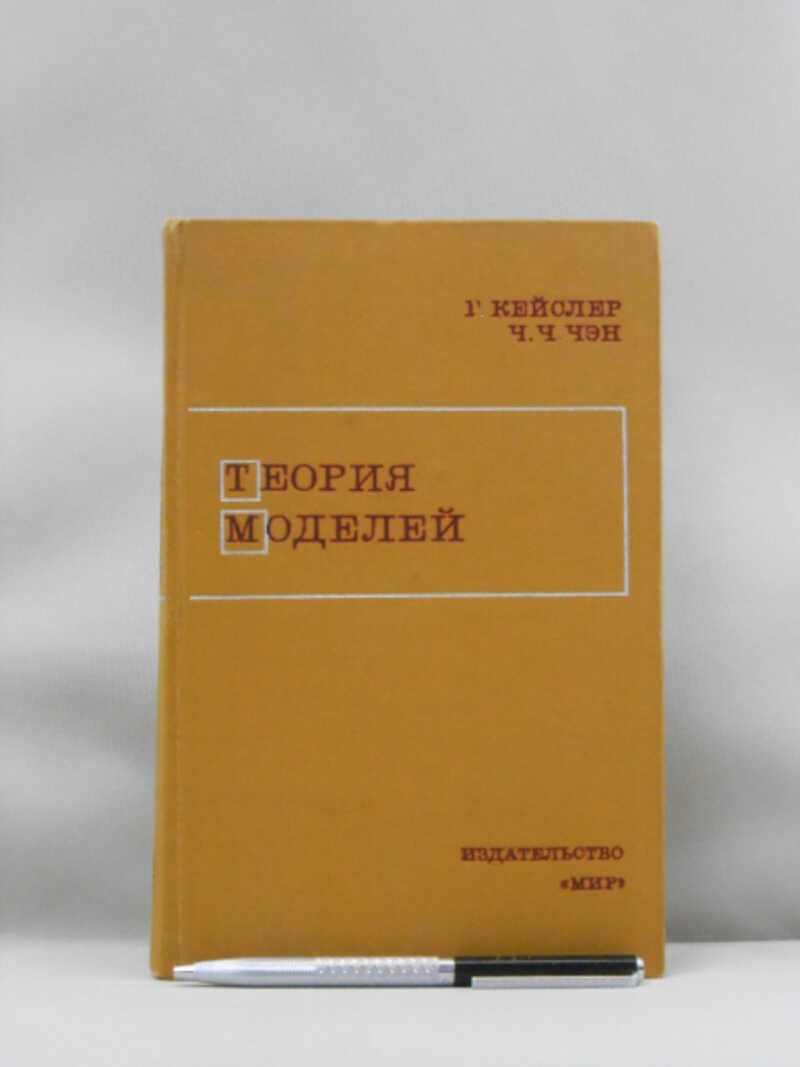 Г. КЕЙСЛЕР
Ч. Ч. ЧЭН
ТЕОРИЯ
МОДЕЛЕЙ
ИЗДАТЕЛЬСТВО
«МИР»